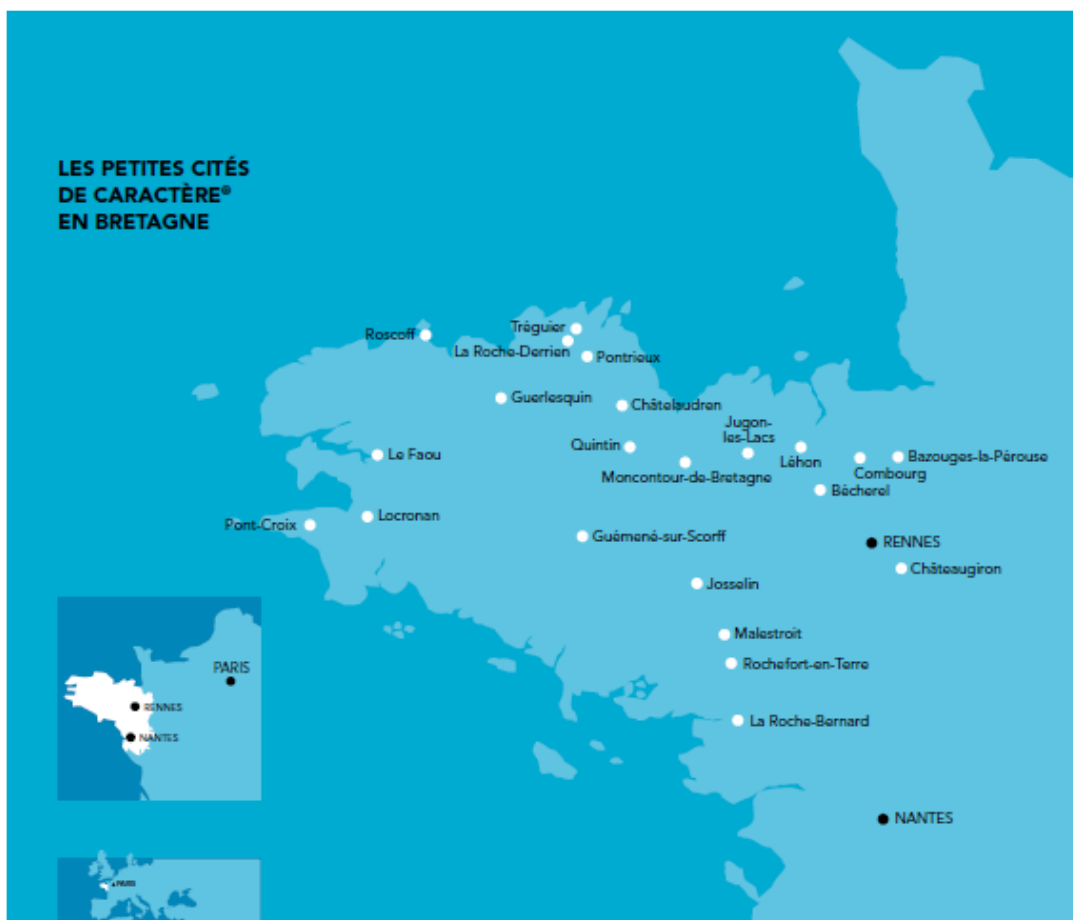 LES PETITES CITÉS
DE CARACTÈRE®
EN BRETAGNE
Roscoff
Tréguier
La Roche-Derrien
Pontrieux
Guerlesquin
Châtelaudren
Jugon-
les-Lacs
Quintin
Léhon
Le Faou
Bazouges-la-Pérouse
Combourg
Moncontour-de-Bretagne
Bécherel
Locronan
Pont-Croix
Guémené-sur-Scorff
RENNES
Châteaugiron
Josselin
Malestroit
Rochefort-en-Terre
La Roche-Bernard
NANTES
PARIS
RENNES
NANTES
PARIS